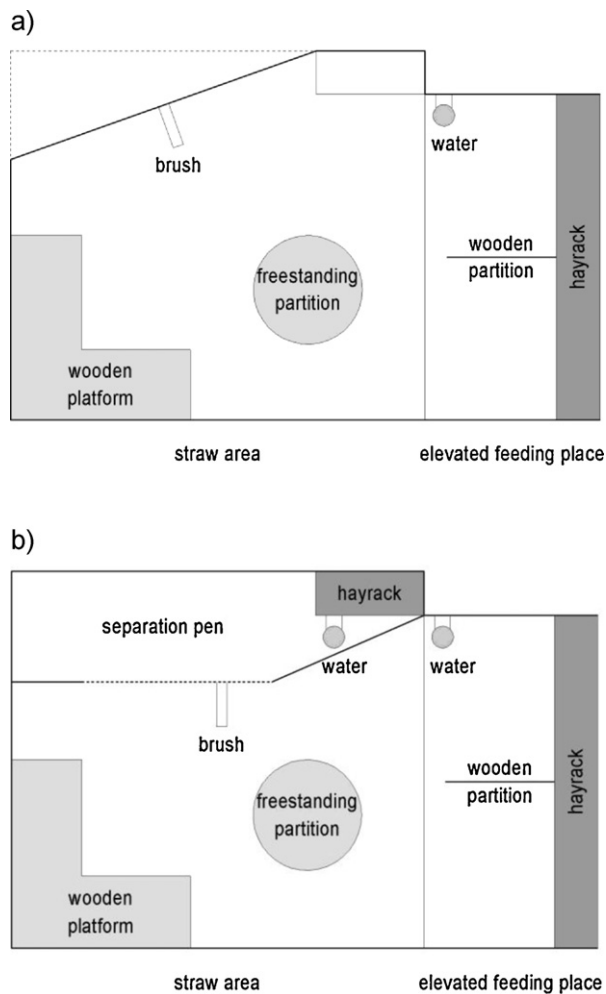 a)
brush
water
wooden
partition
hayrack
freestanding
partition
wooden
platform
straw area
elevated feeding place
b)
hayrack
separation pen
water
water
brush
wooden
partition
hayrack
freestanding
partition
wooden
platform
straw area
elevated feeding place